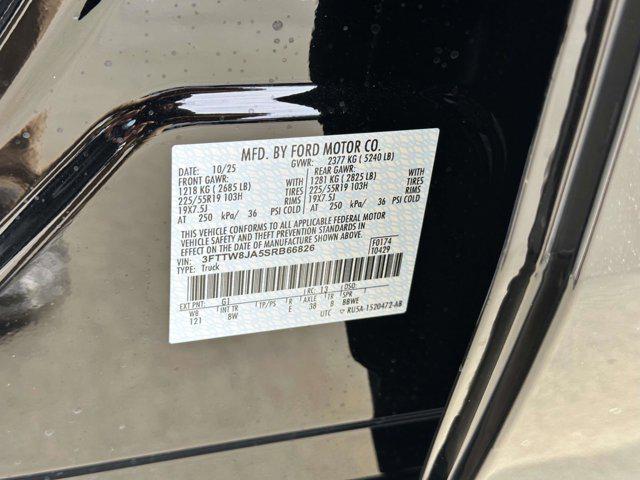 MFD. BY FORD MOTOR CO.
10/25 GVWR: 2377 KG ( 5240 LB)
FRONT GAWR: WITH REAR GAWR: WITH
1218 KG ( 2685 LB) TIRES 1281 KG ( 2825 LB) TIRES
225/55R19 103H RIMS 225/55R19 103H RIMS
19X7.5J 19X7.5J
AT 250 kPa/ 36 PSI COLD AT 250 kPa/ 36 PSI COLD
THIS VEHICLE CONFORMS TO ALL APPLICABLE FEDERAL MOTOR
VEHICLE SAFETY AND THEFT PREVENTION STANDARDS IN
EFFECT ON THE DATE OF MANUFACTURE SHOWN ABOVE.
VIN: 3FTTW8JA5SRB66826 F0174
TYPE: Truck 10429
EXT PNT: G1 RC: 13 DSO:
WB INT TR TP/PS R AXLE TR SPR
121 8W E 38 B BBWE
UTC ▽ RU5A-1520472-AB